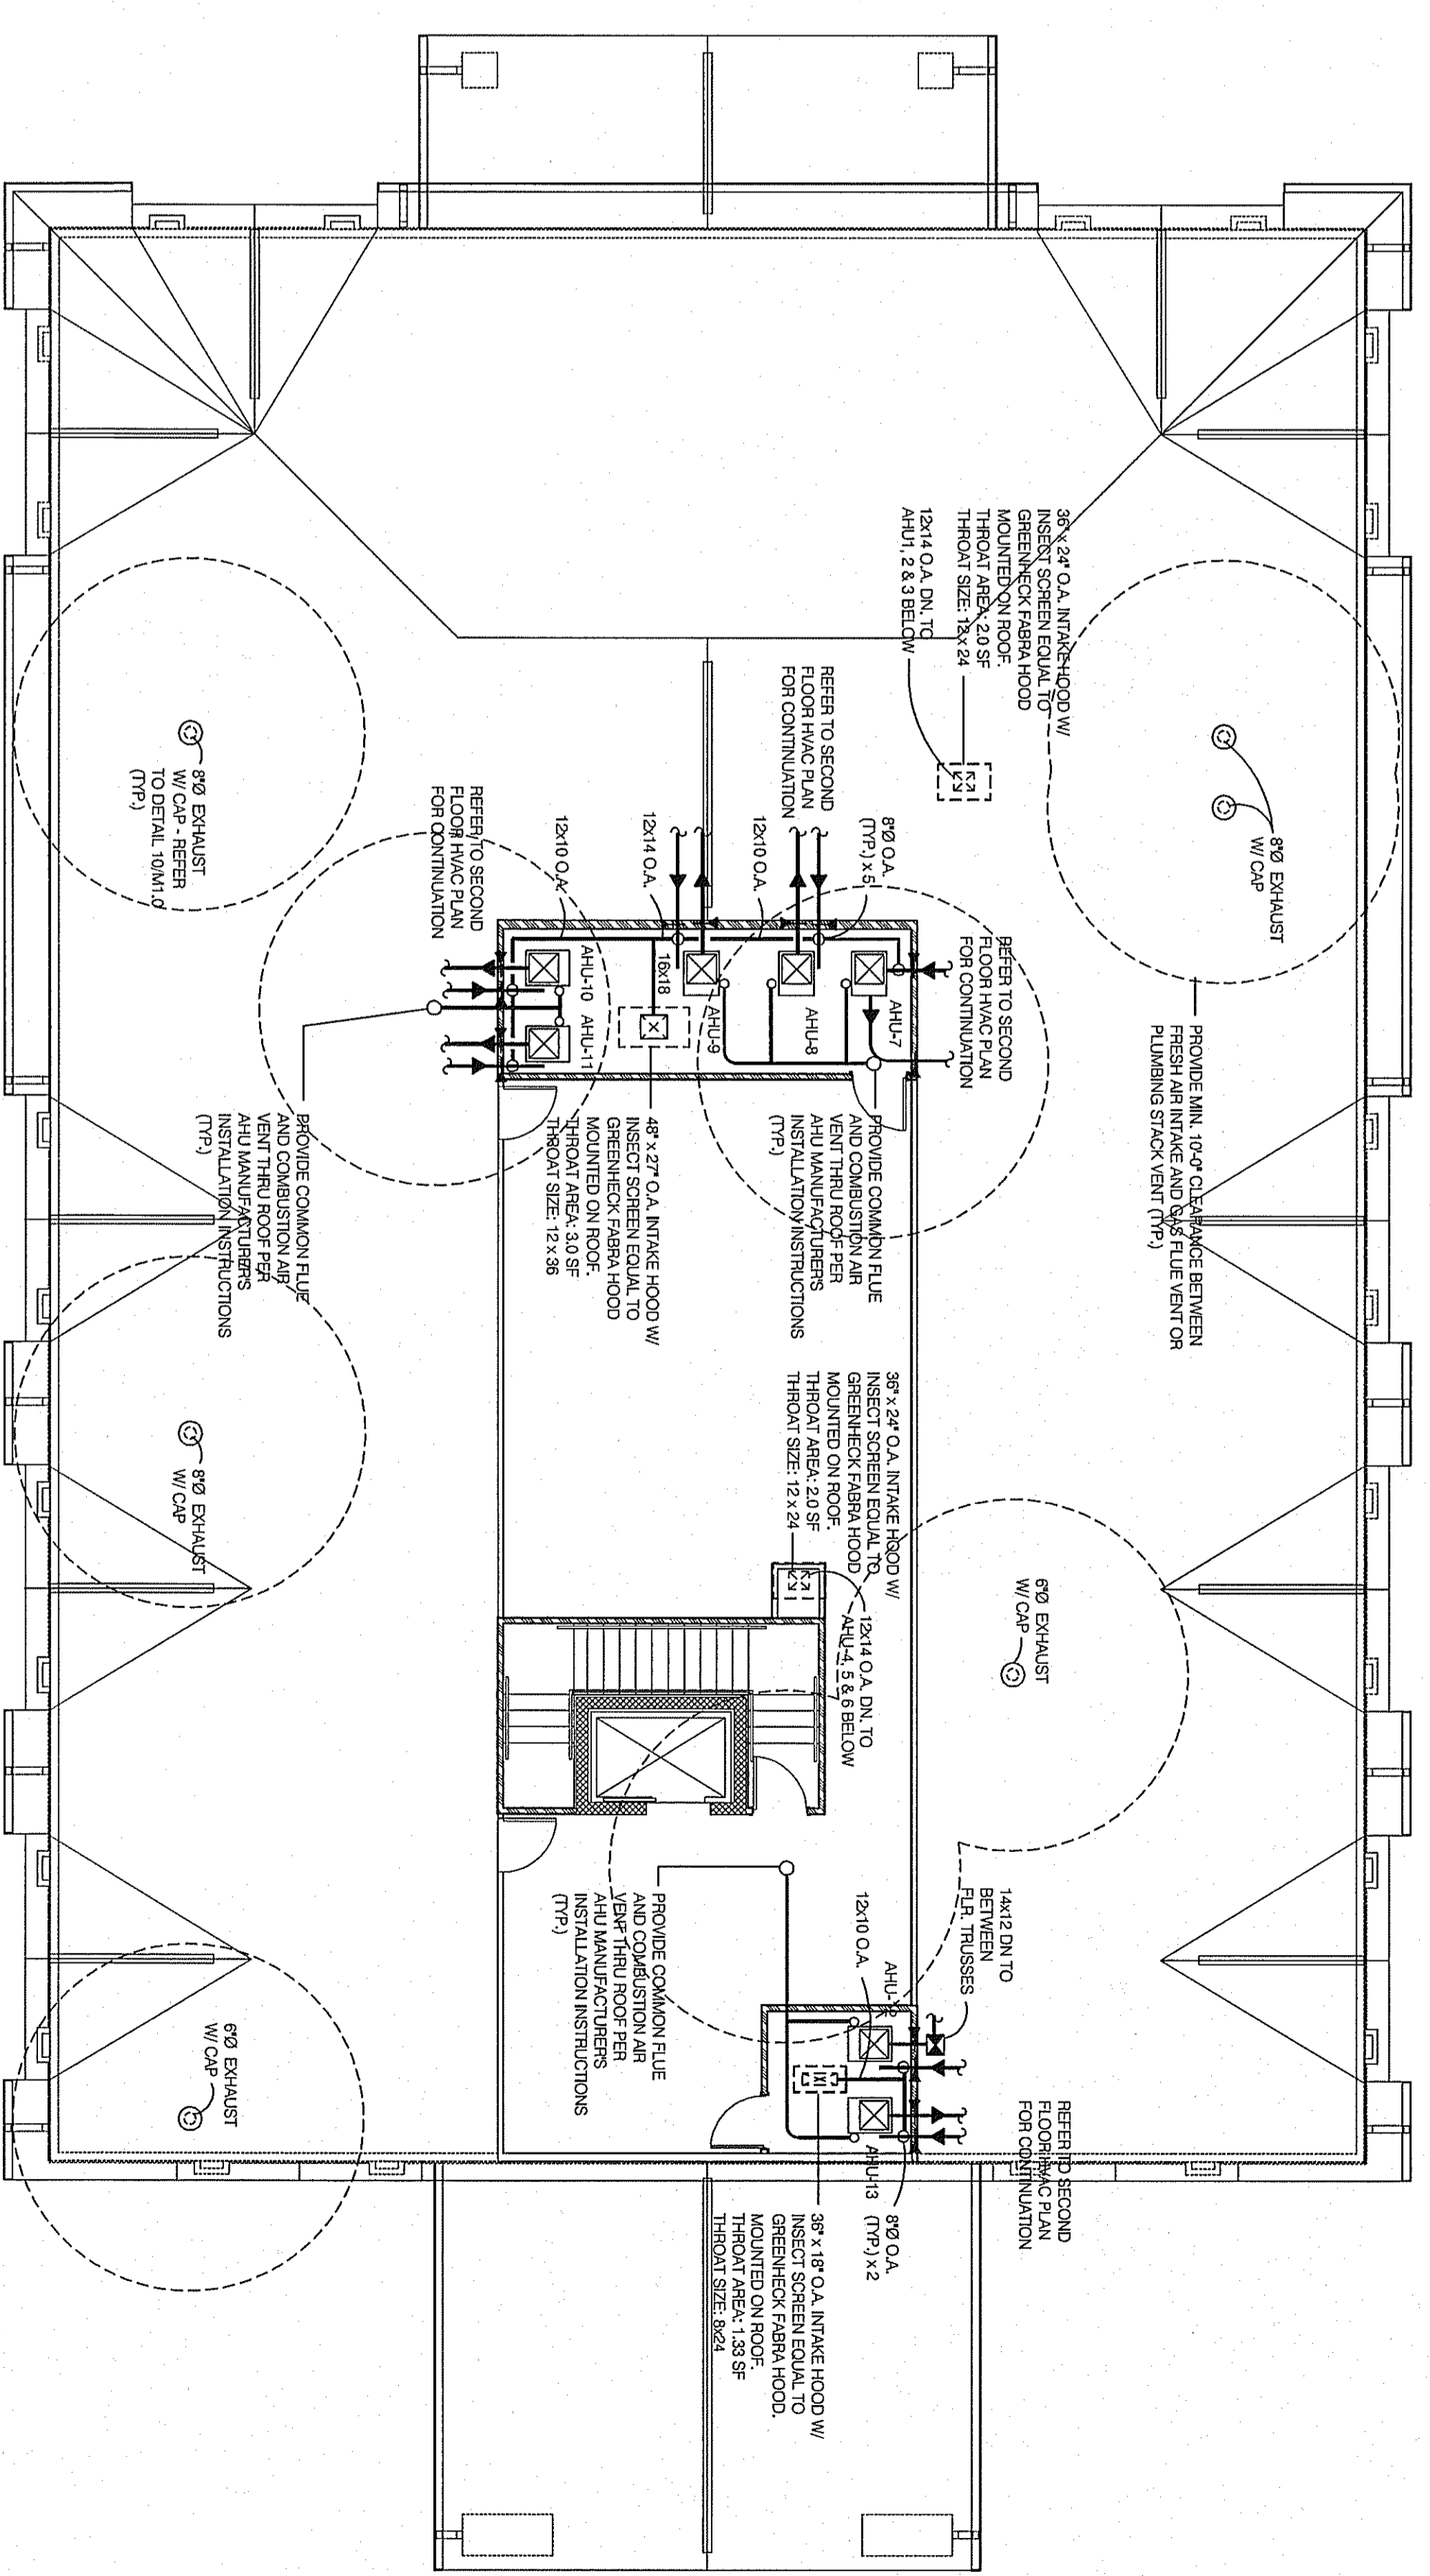 36" x 24" O.A. INTAKE HOOD W/
INSECT SCREEN EQUAL TO
GREENHECK FABRA HOOD
MOUNTED ON ROOF.
THROAT AREA: 2.0 SF
THROAT SIZE: 12 x 24
12x14 O.A. DN. TO
AHU1, 2 & 3 BELOW
8"Ø EXHAUST
W/ CAP
PROVIDE MIN. 10'-0" CLEARANCE BETWEEN
FRESH AIR INTAKE AND GAS FLUE VENT OR
PLUMBING STACK VENT (TYP.)
REFER TO SECOND
FLOOR HVAC PLAN
FOR CONTINUATION
8"Ø O.A.
(TYP.) x 5
12x10 O.A.
12x14 O.A.
12x10 O.A.
REFER TO SECOND
FLOOR HVAC PLAN
FOR CONTINUATION
REFER TO SECOND
FLOOR HVAC PLAN
FOR CONTINUATION
8"Ø EXHAUST
W/ CAP - REFER
TO DETAIL 10/M1.0
(TYP.)
AHU-7
AHU-8
AHU-9
16x18
AHU-10
AHU-11
PROVIDE COMMON FLUE
AND COMBUSTION AIR
VENT THRU ROOF PER
AHU MANUFACTURER'S
INSTALLATION INSTRUCTIONS
(TYP.)
48" x 27" O.A. INTAKE HOOD W/
INSECT SCREEN EQUAL TO
GREENHECK FABRA HOOD
MOUNTED ON ROOF.
THROAT AREA: 3.0 SF
THROAT SIZE: 12 x 36
PROVIDE COMMON FLUE
AND COMBUSTION AIR
VENT THRU ROOF PER
AHU MANUFACTURER'S
INSTALLATION INSTRUCTIONS
(TYP.)
36" x 24" O.A. INTAKE HOOD W/
INSECT SCREEN EQUAL TO
GREENHECK FABRA HOOD
MOUNTED ON ROOF.
THROAT AREA: 2.0 SF
THROAT SIZE: 12 x 24
12x14 O.A. DN. TO
AHU-4, 5 & 6 BELOW
6"Ø EXHAUST
W/ CAP
8"Ø EXHAUST
W/ CAP
14x12 DN TO
BETWEEN
FLR. TRUSSES
12x10 O.A.
AHU-12
PROVIDE COMMON FLUE
AND COMBUSTION AIR
VENT THRU ROOF PER
AHU MANUFACTURER'S
INSTALLATION INSTRUCTIONS
(TYP.)
6"Ø EXHAUST
W/ CAP
REFER TO SECOND
FLOOR HVAC PLAN
FOR CONTINUATION
AHU-13
8"Ø O.A.
(TYP.) x 2
36" x 18" O.A. INTAKE HOOD W/
INSECT SCREEN EQUAL TO
GREENHECK FABRA HOOD.
MOUNTED ON ROOF.
THROAT AREA: 1.33 SF
THROAT SIZE: 8x24